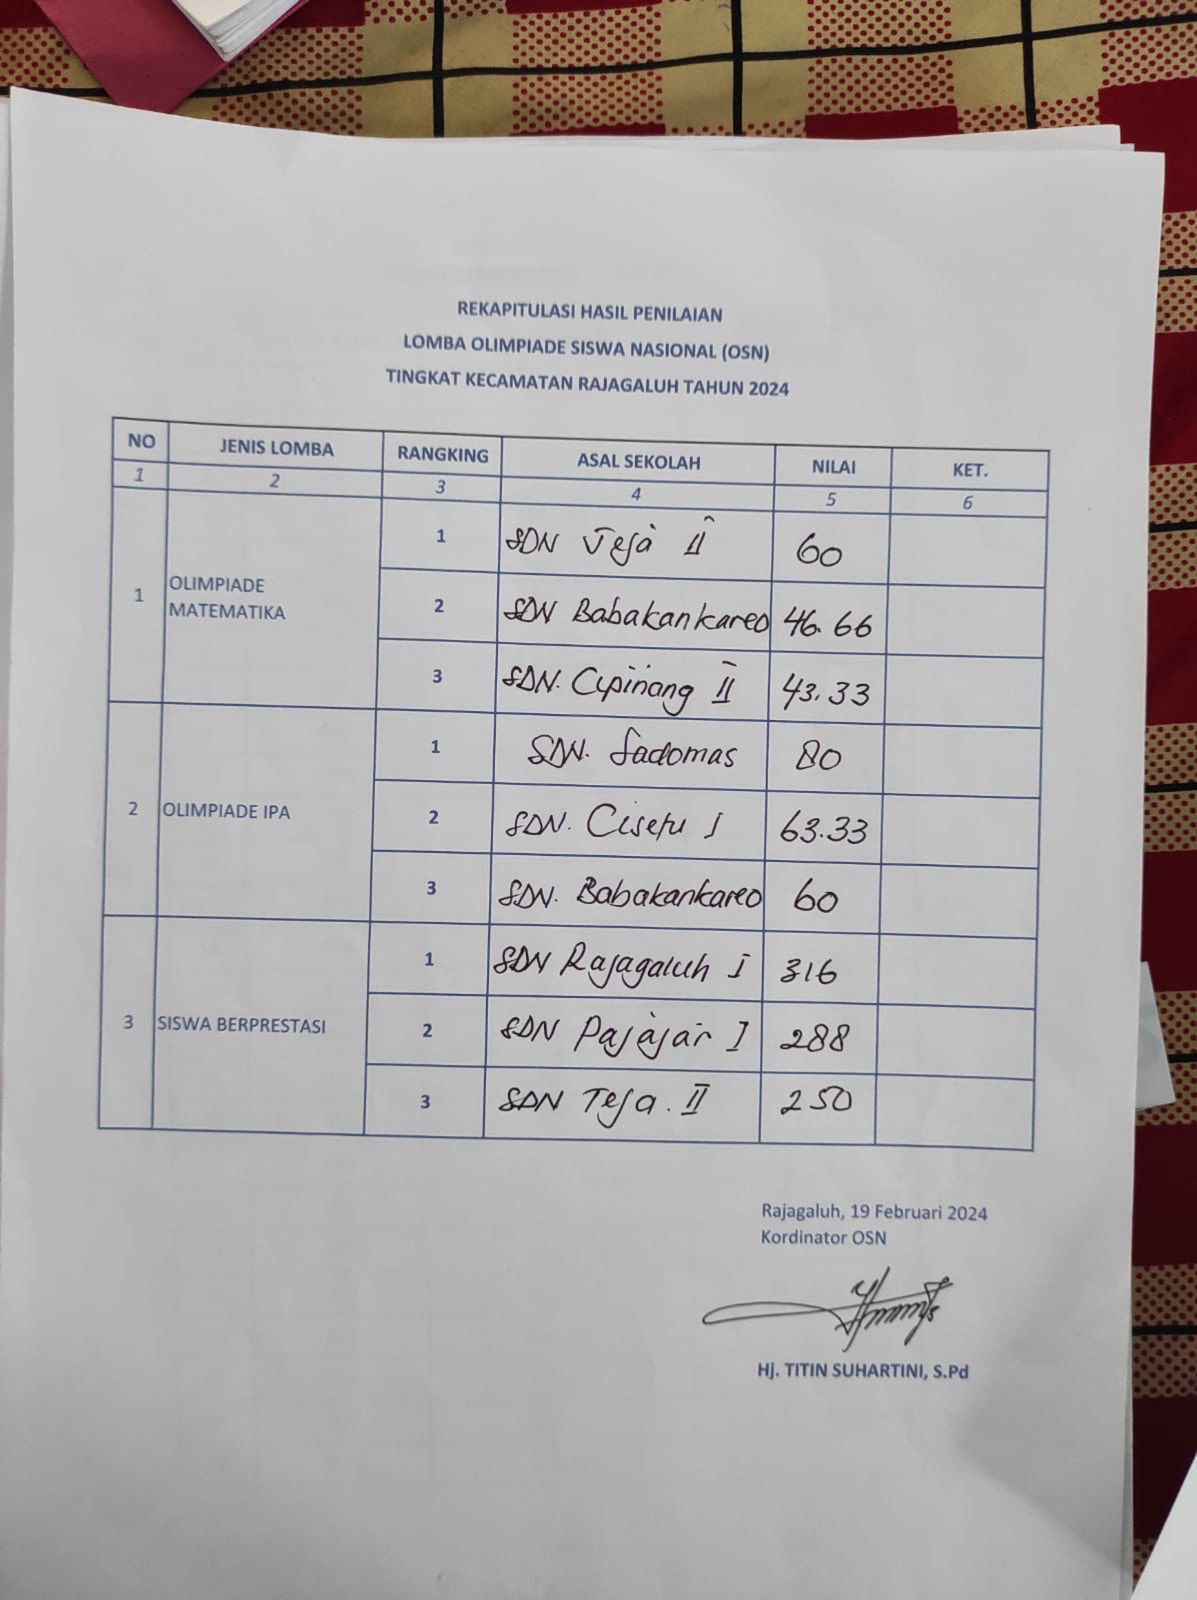 REKAPITULASI HASIL PENILAIAN
LOMBA OLIMPIADE SISWA NASIONAL (OSN)
TINGKAT KECAMATAN RAJAGALUH TAHUN 2024
NO JENIS LOMBA RANGKING ASAL SEKOLAH NILAI KET.
1 2 3 4 5 6
1 OLIMPIADE MATEMATIKA 1 SDN Teja II 60
2 SDN Babakankareo 46.66
3 SDN. Cipinang II 43.33
2 OLIMPIADE IPA 1 SDN. Sadomas 80
2 SDN. Cisetu I 63.33
3 SDN. Babakankareo 60
3 SISWA BERPRESTASI 1 SDN Rajagaluh I 316
2 SDN Pajajar I 288
3 SDN Teja. II 250
Rajagaluh, 19 Februari 2024
Kordinator OSN
Hj. TITIN SUHARTINI, S.Pd